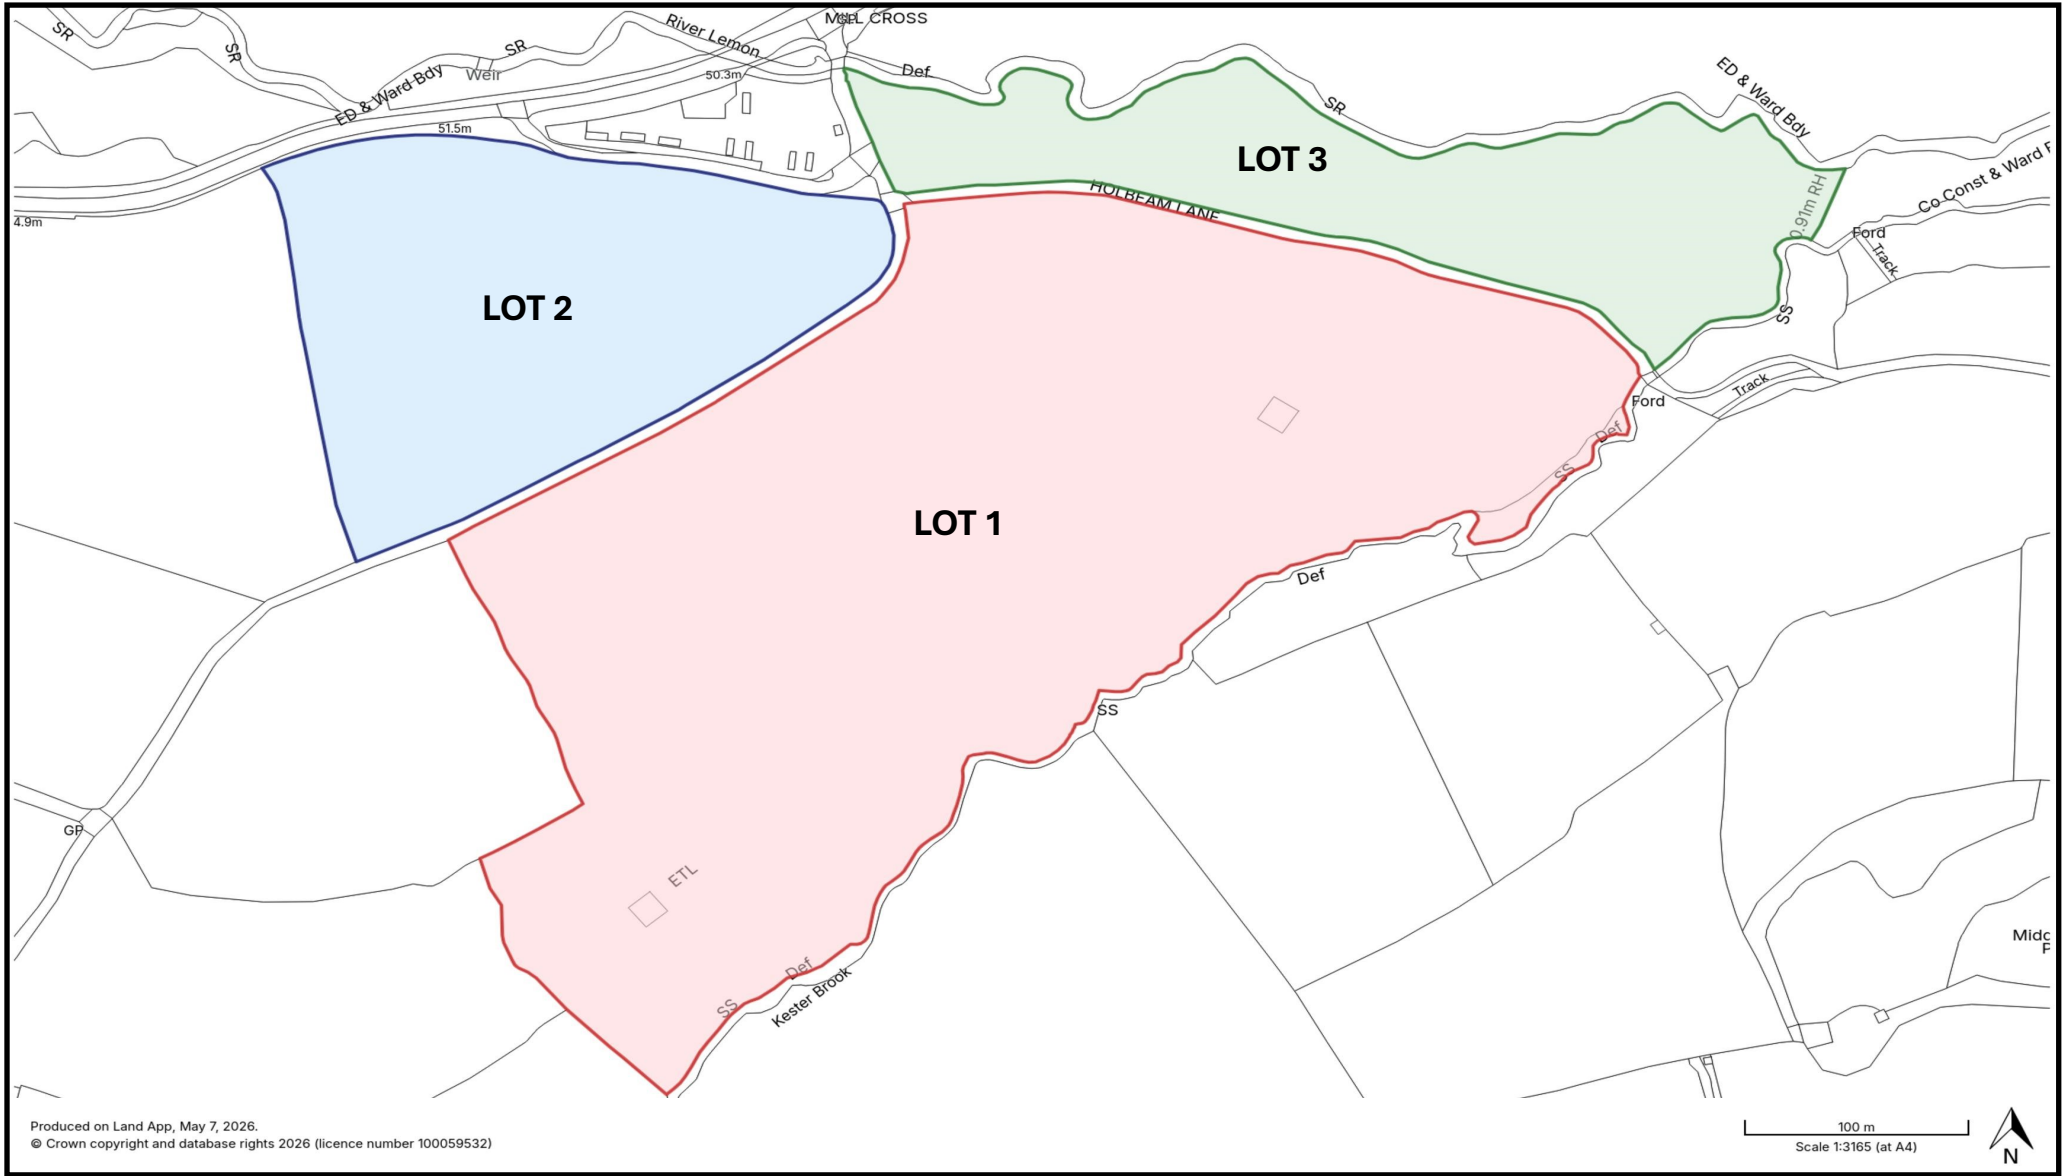 MILL CROSS
GP
River Lemon
SR
SR
SR
Weir
ED & Ward Bdy
50.3m
51.5m
Def
SR
ED & Ward Bdy
LOT 3
HOLBEAM LANE
0.91m RH
Co Const & Ward
Ford
Track
4.9m
LOT 2
SS
Track
Ford
Def
SS
LOT 1
Def
SS
GP
ETL
Def
SS
Kester Brook
Produced on Land App, May 7, 2026.
© Crown copyright and database rights 2026 (licence number 100059532)
100 m
Scale 1:3165 (at A4)
N